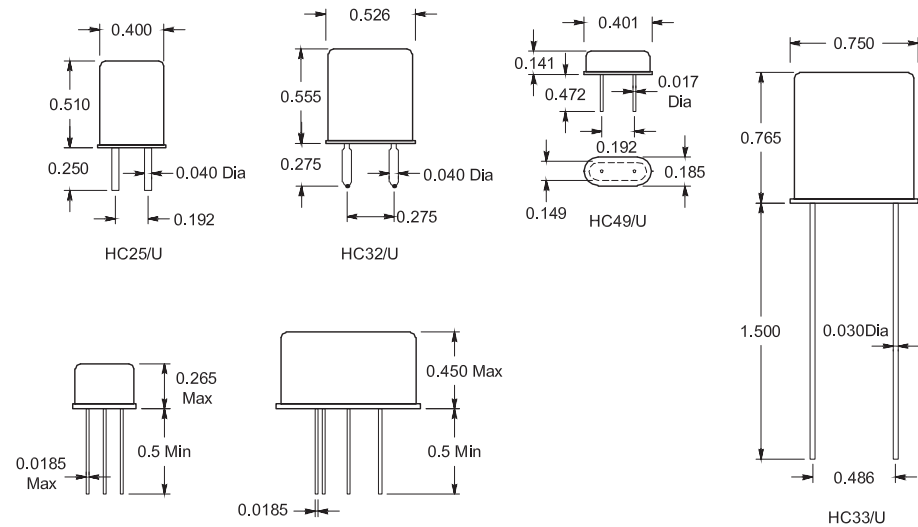 0.400
0.510
0.250
0.040 Dia
0.192
HC25/U
0.526
0.555
0.275
0.040 Dia
0.275
HC32/U
0.401
0.141
0.472
0.017
Dia
0.192
0.185
0.149
HC49/U
0.750
0.765
1.500
0.030Dia
0.486
HC33/U
0.265
Max
0.5 Min
0.0185
Max
0.450 Max
0.5 Min
0.0185